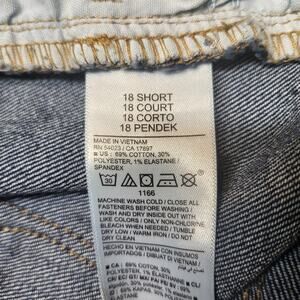 18 SHORT
18 COURT
18 CORTO
18 PENDEK
MADE IN VIETNAM
RN 54023 / CA 17897
■ US : 69% COTTON, 30%
POLYESTER, 1% ELASTANE /
SPANDEX
30
1166
MACHINE WASH COLD / CLOSE ALL
FASTENERS BEFORE WASHING /
WASH AND DRY INSIDE OUT WITH
LIKE COLORS / ONLY NON-CHLORINE
BLEACH WHEN NEEDED / TUMBLE
DRY LOW / WARM IRON / DO NOT
DRY CLEAN
HECHO EN VIETNAM SOMOS
IMPORTADOS / DIBUAT DI VIETNAM /
■ CA : 69% COTTON, 30%
POLYESTER, 1% ELASTANE